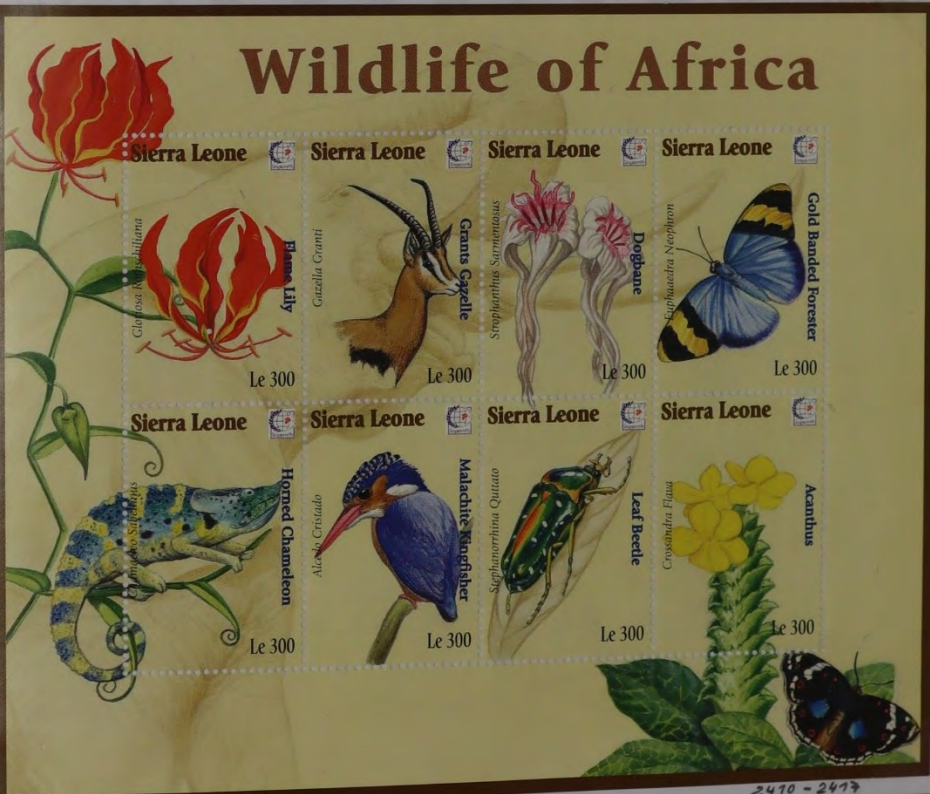 Wildlife of Africa
Sierra Leone
Gloriosa
Flame Lily
Le 300
Sierra Leone
Gazella Granti
Grants Gazelle
Le 300
Sierra Leone
Strophanthus Sarmentosus
Dogbane
Le 300
Sierra Leone
Euphaedra Neophron
Gold Banded Forester
Le 300
Sierra Leone
Horned Chameleon
Le 300
Sierra Leone
Alcedo Cristado
Malachite Kingfisher
Le 300
Sierra Leone
Stephanorrhina Guttato
Leaf Beetle
Le 300
Sierra Leone
Crossandra Flava
Acanthus
Le 300
2410 - 2417